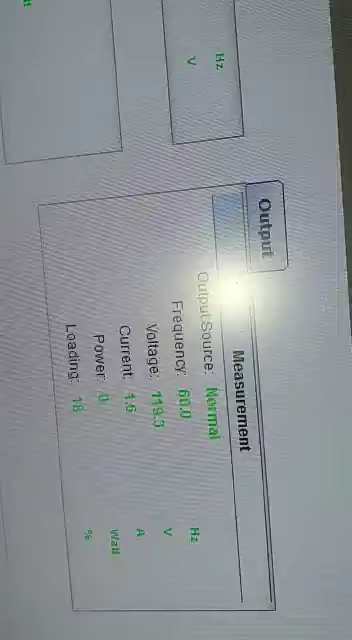 Hz
V
Output
Measurement
Output Source: Normal
Frequency: 60.0 Hz
Voltage: 119.5 V
Current: 1.6 A
Power: 0 Watt
Loading: 18 %